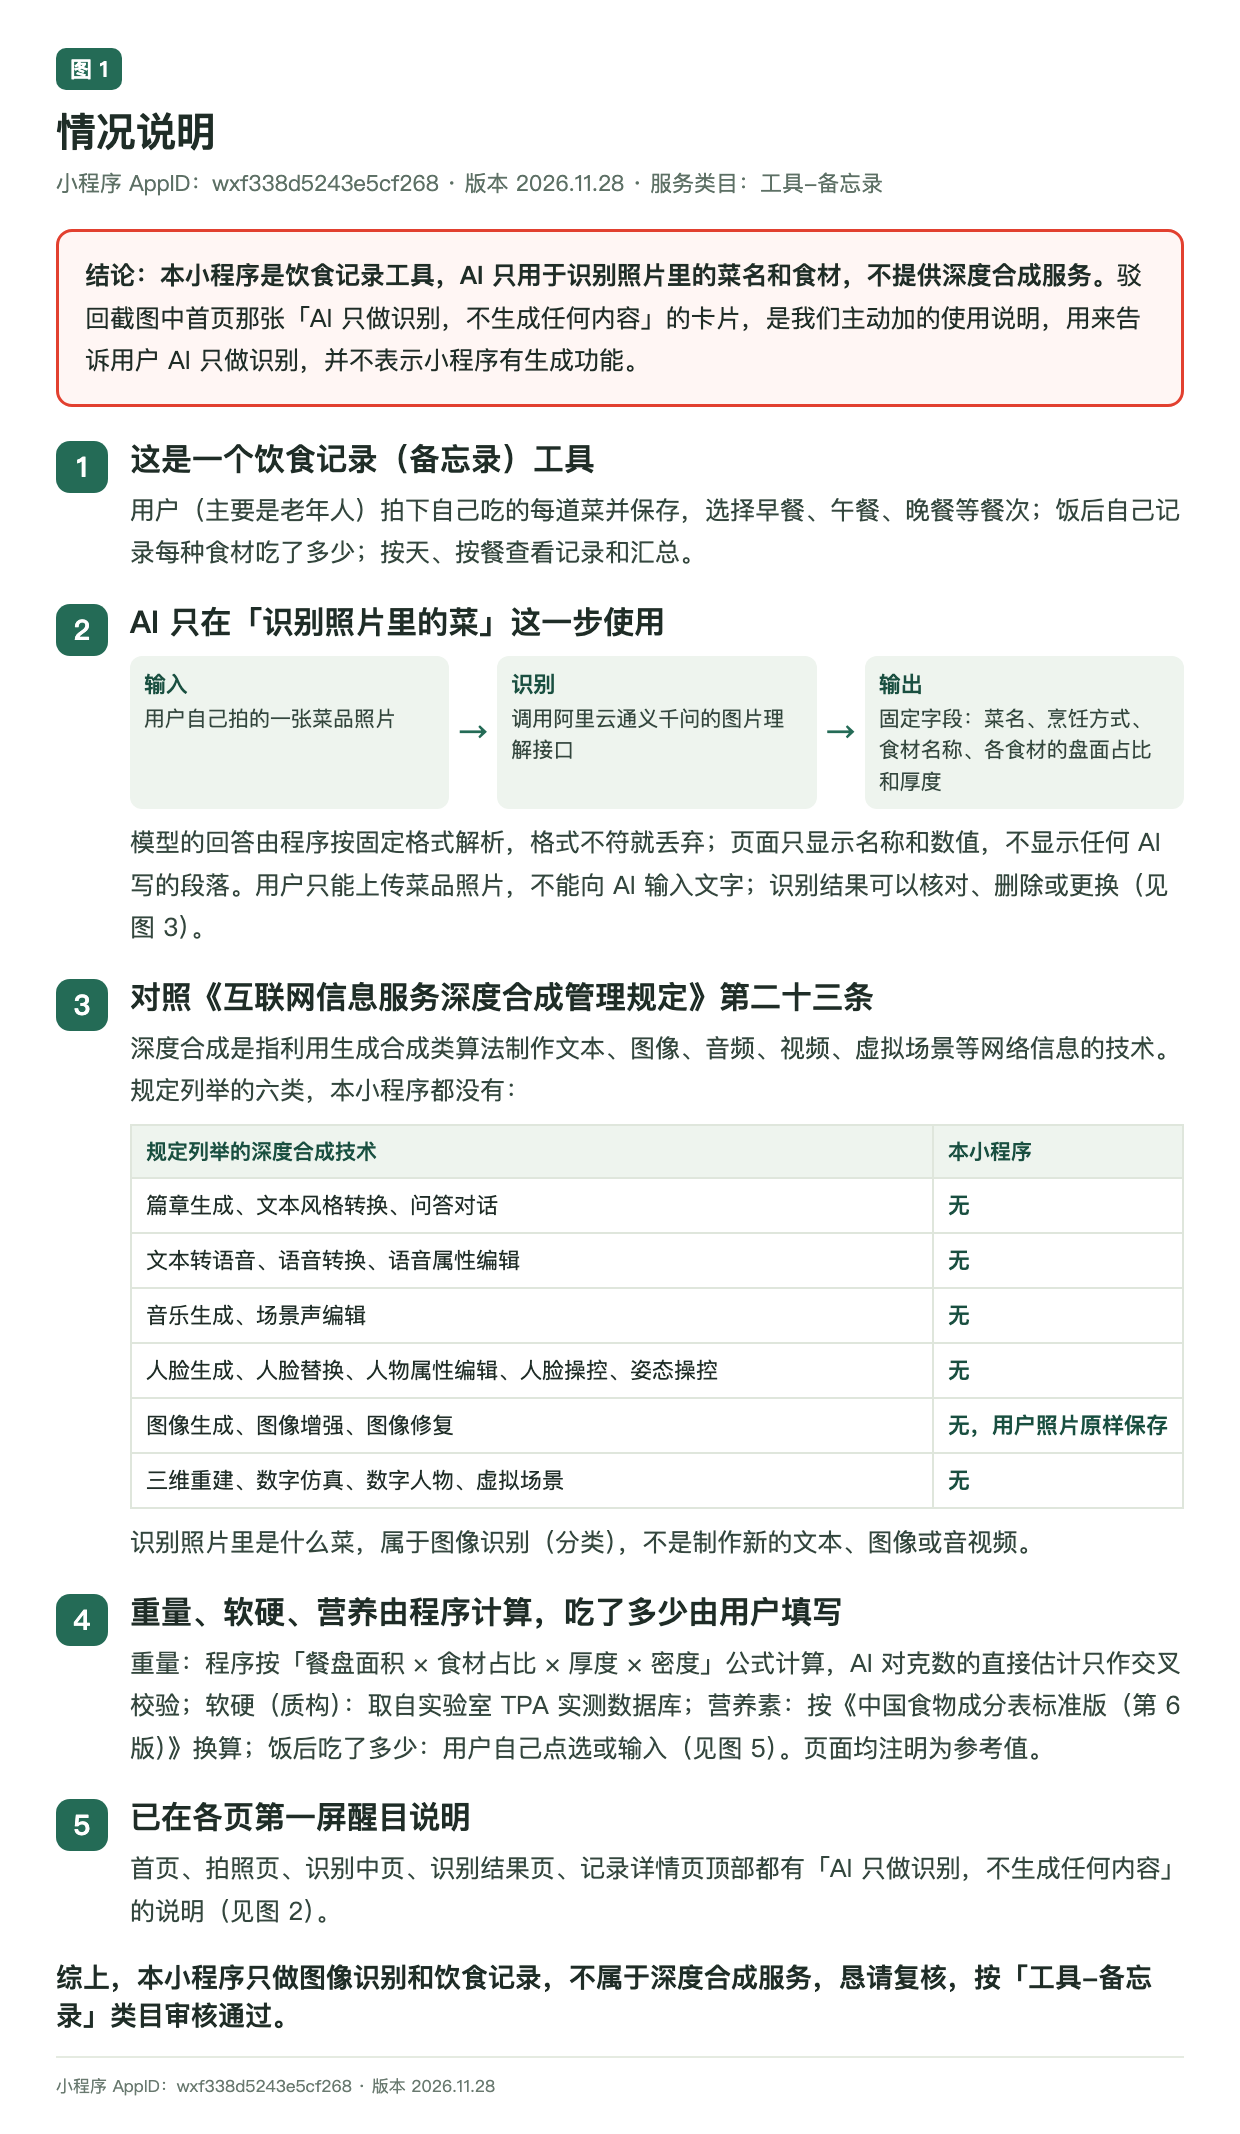 图 1
情况说明
小程序 AppID：wxf338d5243e5cf268 · 版本 2026.11.28 · 服务类目：工具–备忘录
结论：本小程序是饮食记录工具，AI 只用于识别照片里的菜名和食材，不提供深度合成服务。驳
回截图中首页那张「AI 只做识别，不生成任何内容」的卡片，是我们主动加的使用说明，用来告
诉用户 AI 只做识别，并不表示小程序有生成功能。
1
这是一个饮食记录（备忘录）工具
用户（主要是老年人）拍下自己吃的每道菜并保存，选择早餐、午餐、晚餐等餐次；饭后自己记
录每种食材吃了多少；按天、按餐查看记录和汇总。
2
AI 只在「识别照片里的菜」这一步使用
输入
用户自己拍的一张菜品照片
→
识别
调用阿里云通义千问的图片理
解接口
→
输出
固定字段：菜名、烹饪方式、
食材名称、各食材的盘面占比
和厚度
模型的回答由程序按固定格式解析，格式不符就丢弃；页面只显示名称和数值，不显示任何 AI
写的段落。用户只能上传菜品照片，不能向 AI 输入文字；识别结果可以核对、删除或更换（见
图 3）。
3
对照《互联网信息服务深度合成管理规定》第二十三条
深度合成是指利用生成合成类算法制作文本、图像、音频、视频、虚拟场景等网络信息的技术。
规定列举的六类，本小程序都没有：
规定列举的深度合成技术 本小程序
篇章生成、文本风格转换、问答对话 无
文本转语音、语音转换、语音属性编辑 无
音乐生成、场景声编辑 无
人脸生成、人脸替换、人物属性编辑、人脸操控、姿态操控 无
图像生成、图像增强、图像修复 无，用户照片原样保存
三维重建、数字仿真、数字人物、虚拟场景 无
识别照片里是什么菜，属于图像识别（分类），不是制作新的文本、图像或音视频。
4
重量、软硬、营养由程序计算，吃了多少由用户填写
重量：程序按「餐盘面积 × 食材占比 × 厚度 × 密度」公式计算，AI 对克数的直接估计只作交叉
校验；软硬（质构）：取自实验室 TPA 实测数据库；营养素：按《中国食物成分表标准版（第 6
版）》换算；饭后吃了多少：用户自己点选或输入（见图 5）。页面均注明为参考值。
5
已在各页第一屏醒目说明
首页、拍照页、识别中页、识别结果页、记录详情页顶部都有「AI 只做识别，不生成任何内容」
的说明（见图 2）。
综上，本小程序只做图像识别和饮食记录，不属于深度合成服务，恳请复核，按「工具–备忘
录」类目审核通过。
小程序 AppID：wxf338d5243e5cf268 · 版本 2026.11.28